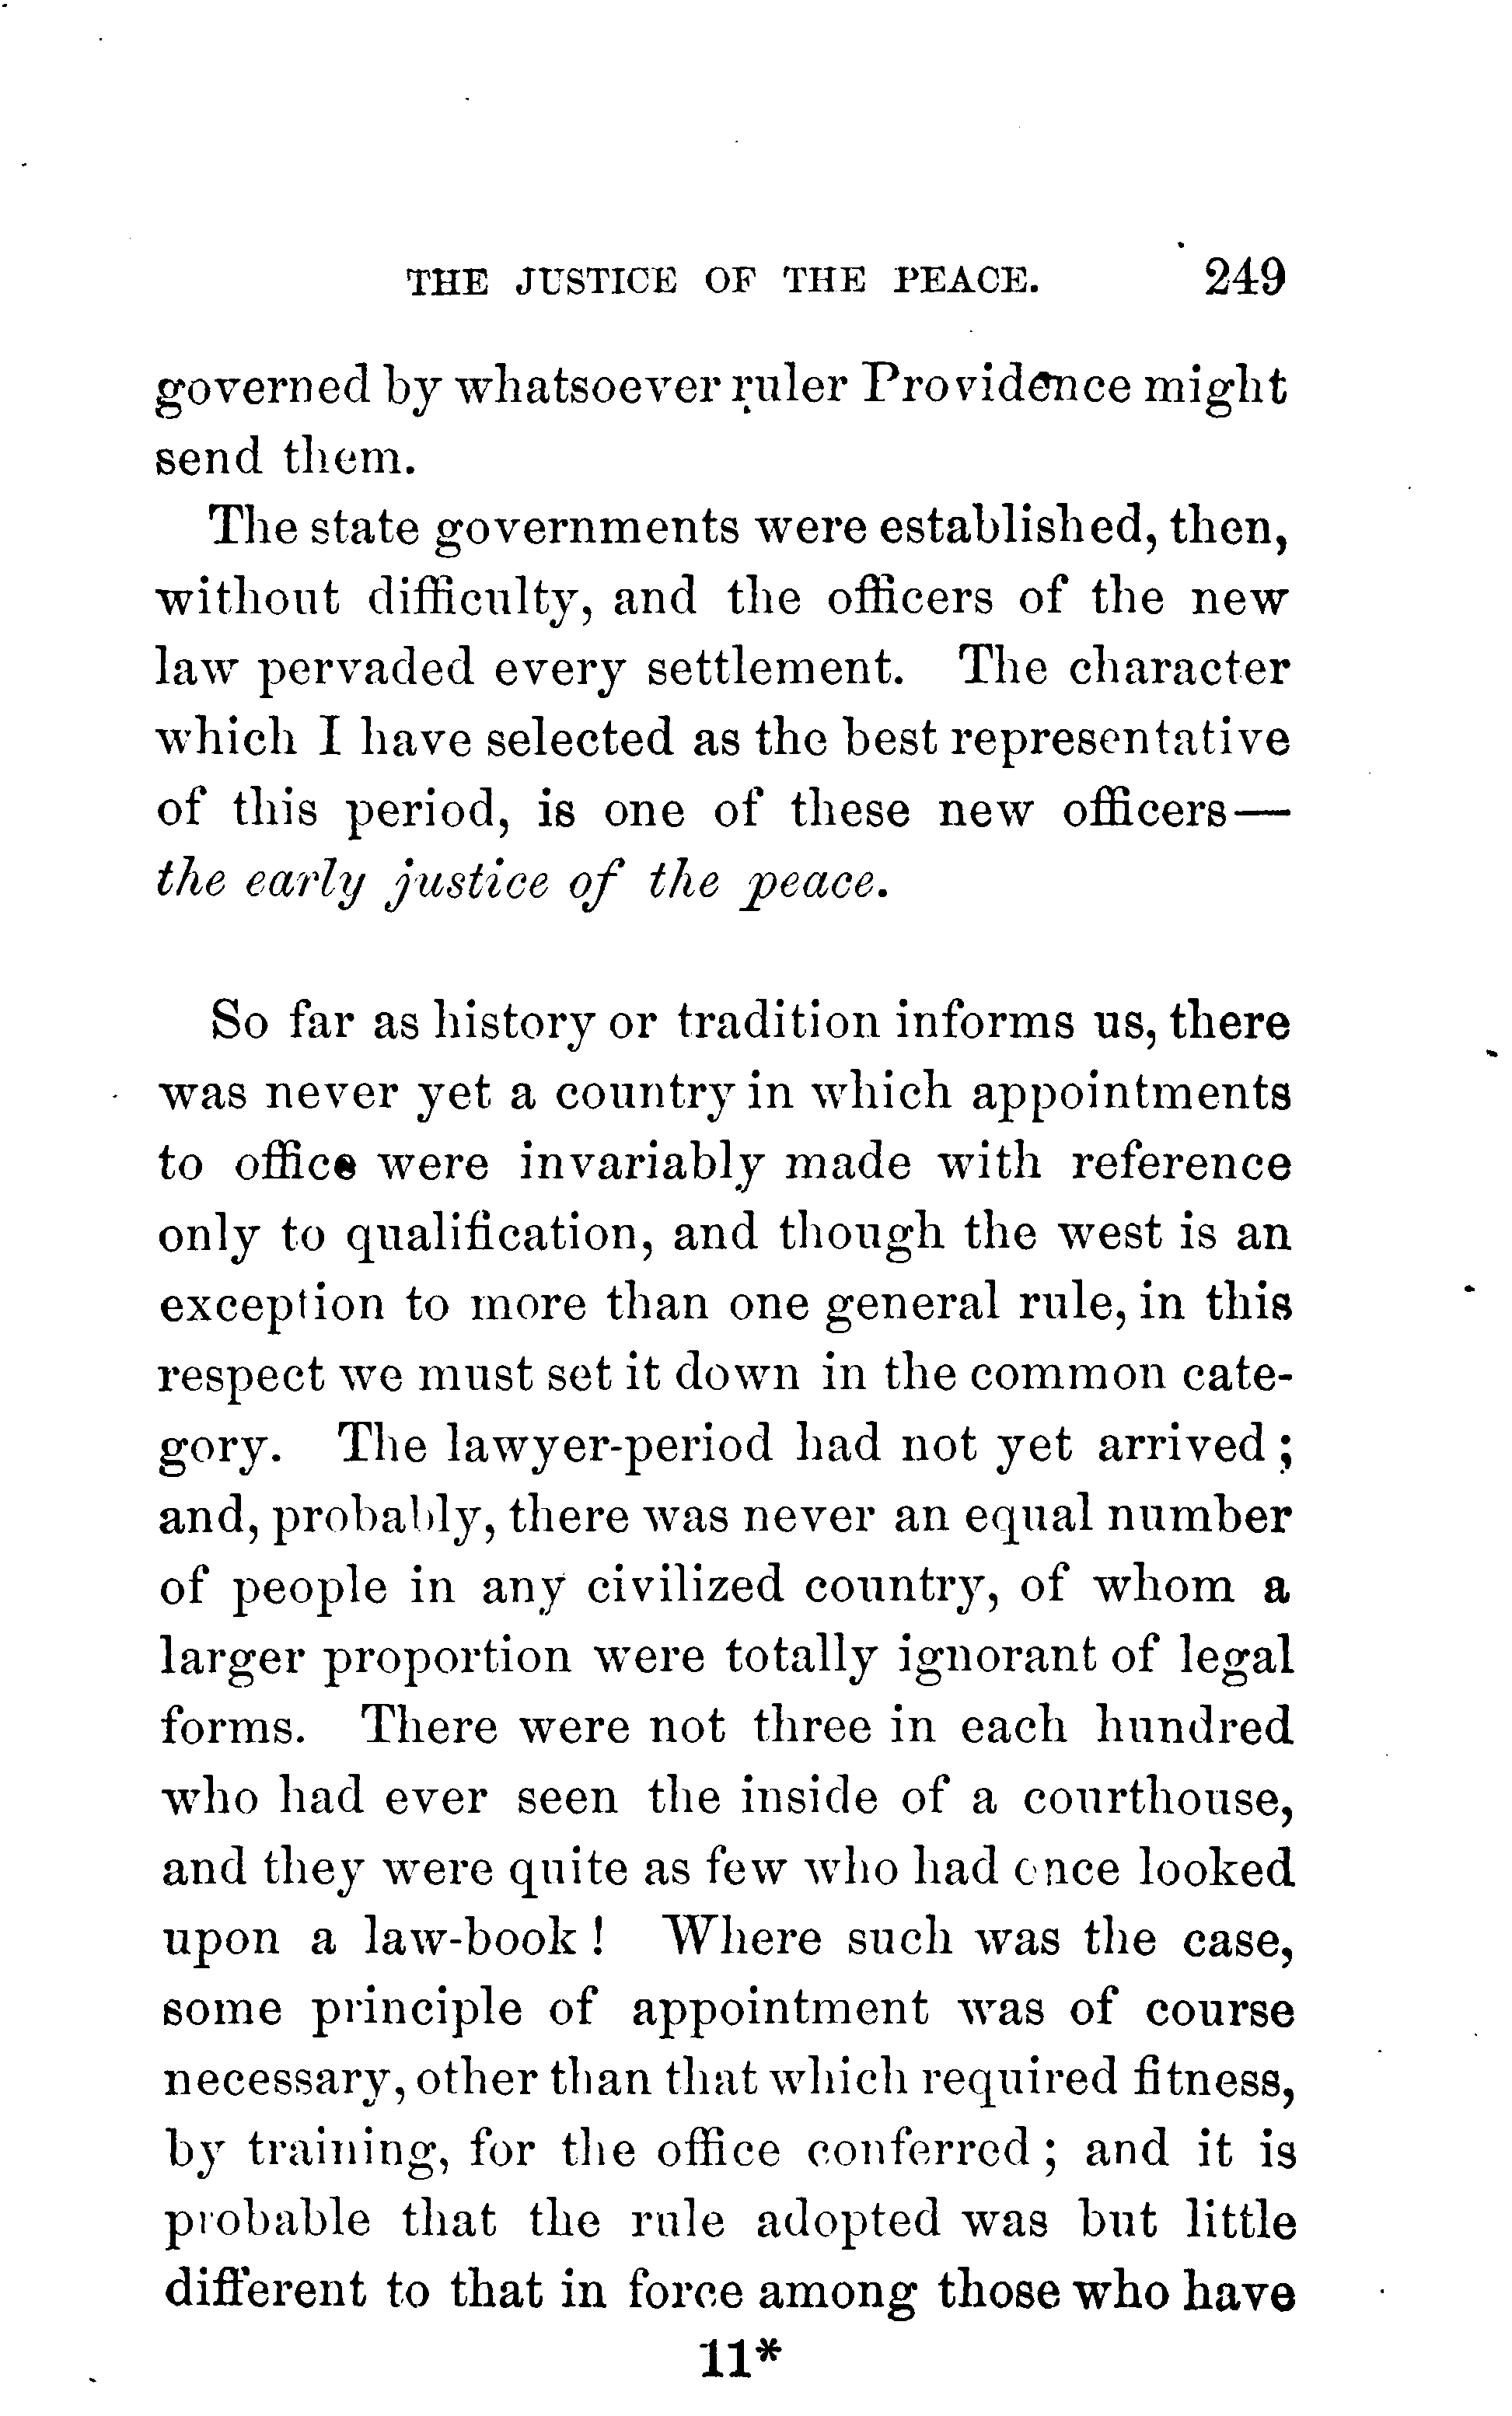 THE JUSTICE OF THE PEACE. 249
governed by whatsoever ruler Providence might
send them.
The state governments were established, then,
without difficulty, and the officers of the new
law pervaded every settlement. The character
which I have selected as the best representative
of this period, is one of these new officers—
the early justice of the peace.
So far as history or tradition informs us, there
was never yet a country in which appointments
to office were invariably made with reference
only to qualification, and though the west is an
exception to more than one general rule, in this
respect we must set it down in the common cate-
gory. The lawyer-period had not yet arrived ;
and, probably, there was never an equal number
of people in any civilized country, of whom a
larger proportion were totally ignorant of legal
forms. There were not three in each hundred
who had ever seen the inside of a courthouse,
and they were quite as few who had once looked
upon a law-book ! Where such was the case,
some principle of appointment was of course
necessary, other than that which required fitness,
by training, for the office conferred ; and it is
probable that the rule adopted was but little
different to that in force among those who have
11*